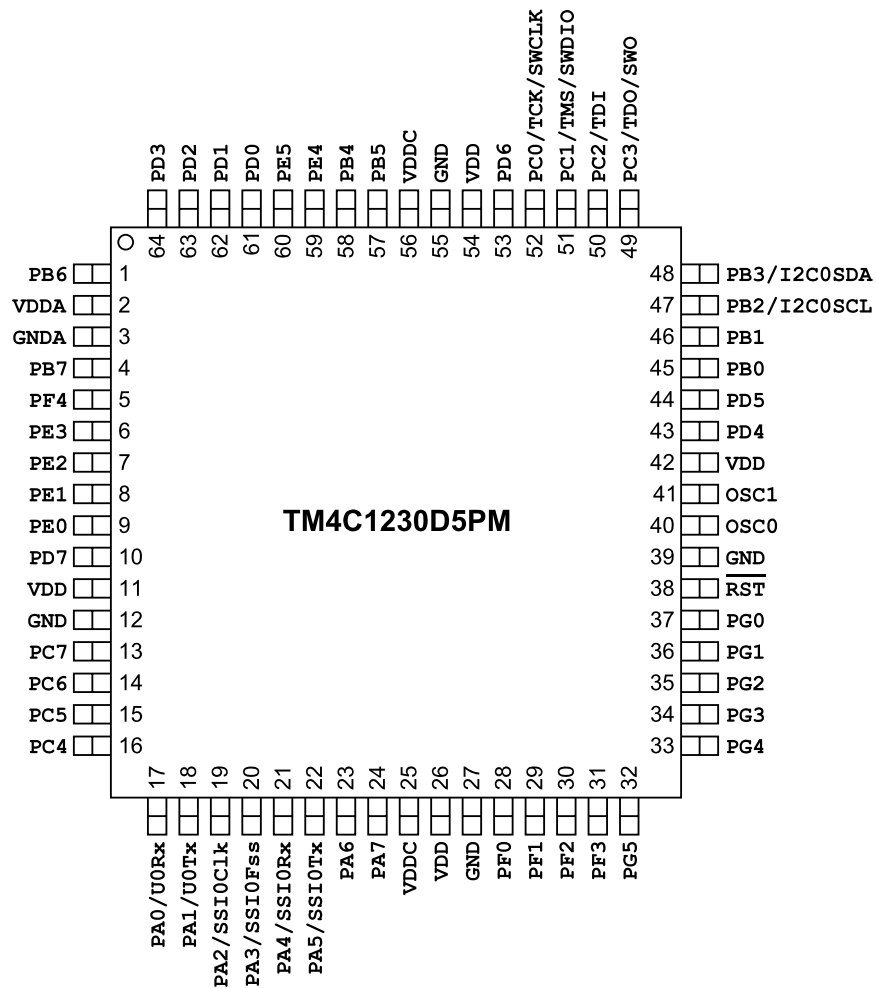 PC0/TCK/SWCLK
PC1/TMS/SWDIO
PC2/TDI
PC3/TDO/SWO
PD3
PD2
PD1
PD0
PE5
PE4
PB4
PB5
VDDC
GND
VDD
PD6
64
63
62
61
60
59
58
57
56
55
54
53
52
51
50
49
PB6 1
VDDA 2
GNDA 3
PB7 4
PF4 5
PE3 6
PE2 7
PE1 8
PE0 9
PD7 10
VDD 11
GND 12
PC7 13
PC6 14
PC5 15
PC4 16
TM4C1230D5PM
48 PB3/I2C0SDA
47 PB2/I2C0SCL
46 PB1
45 PB0
44 PD5
43 PD4
42 VDD
41 OSC1
40 OSC0
39 GND
38 RST
37 PG0
36 PG1
35 PG2
34 PG3
33 PG4
17
18
19
20
21
22
23
24
25
26
27
28
29
30
31
32
PA0/U0Rx
PA1/U0Tx
PA2/SSI0Clk
PA3/SSI0Fss
PA4/SSI0Rx
PA5/SSI0Tx
PA6
PA7
VDDC
VDD
GND
PF0
PF1
PF2
PF3
PG5